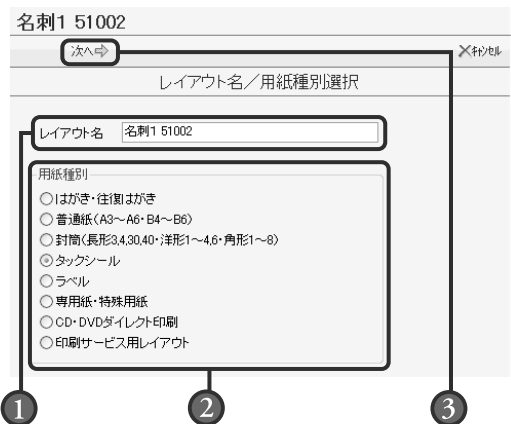 名刺1 51002
次へ
キャンセル
レイアウト名／用紙種別選択
レイアウト名 名刺1 51002
用紙種別
はがき・往復はがき
普通紙(A3～A6・B4～B6)
封筒(長形3,4,30,40・洋形1～4,6・角形1～8)
タックシール
ラベル
専用紙・特殊用紙
CD・DVDダイレクト印刷
印刷サービス用レイアウト
1 2 3